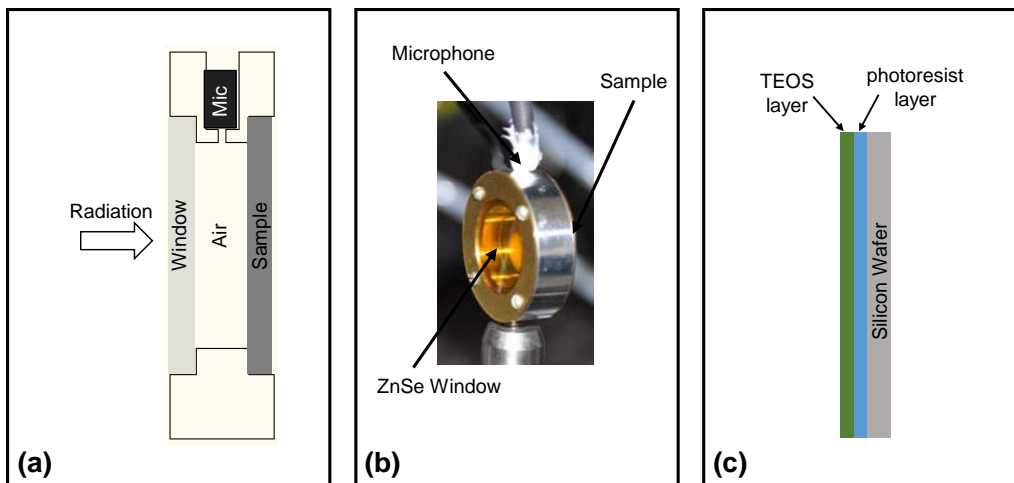 Mic
Radiation
Window
Air
Sample
(a)
Microphone
Sample
ZnSe Window
(b)
TEOS
layer
photoresist
layer
Silicon Wafer
(c)